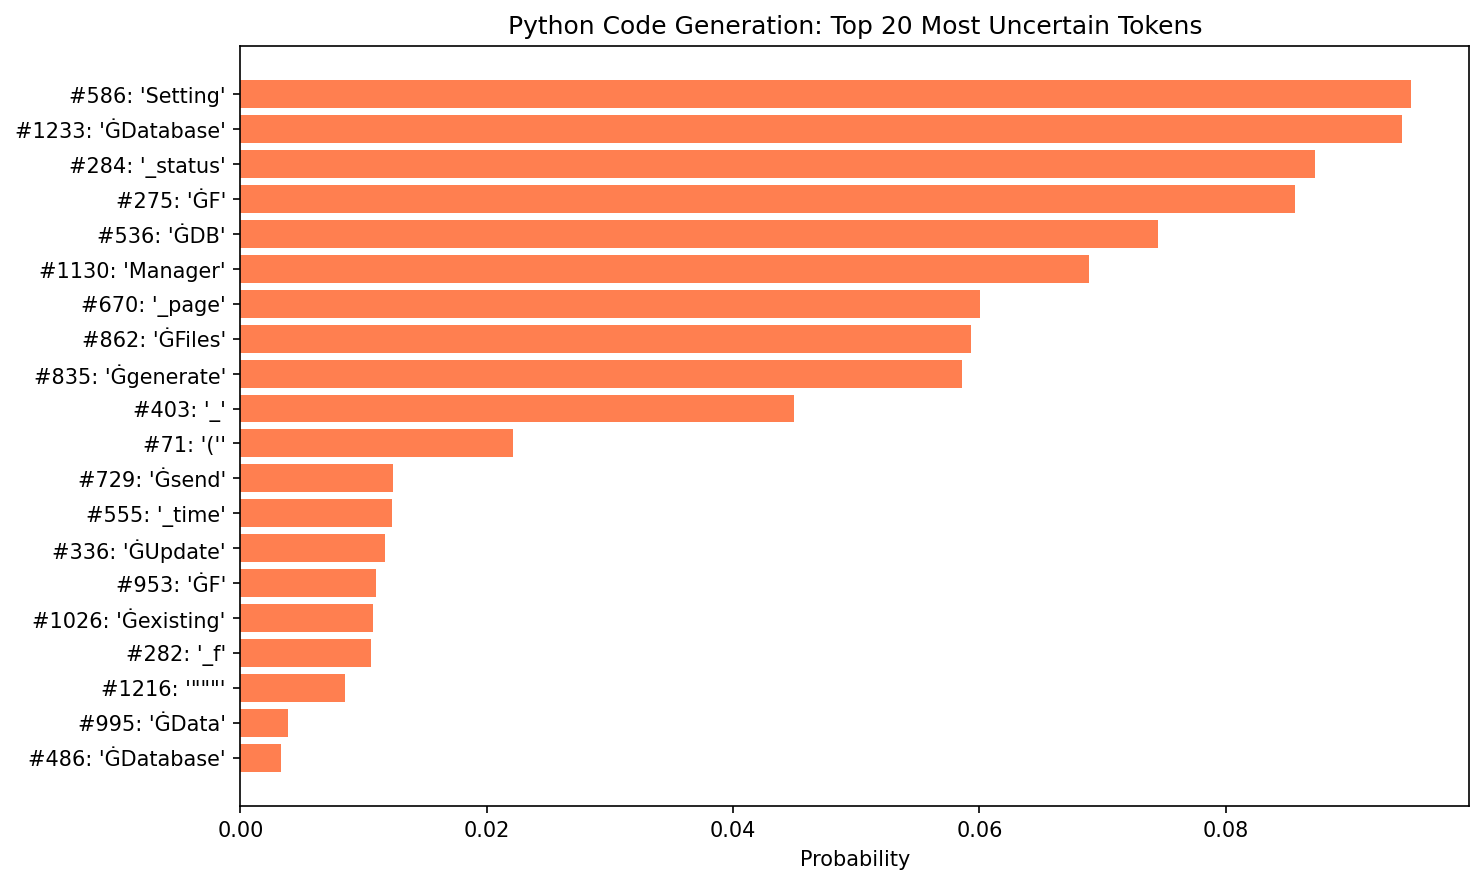 Python Code Generation: Top 20 Most Uncertain Tokens
#586: 'Setting'
#1233: 'ĠDatabase'
#284: '_status'
#275: 'ĠF'
#536: 'ĠDB'
#1130: 'Manager'
#670: '_page'
#862: 'ĠFiles'
#835: 'Ġgenerate'
#403: '_'
#71: '(''
#729: 'Ġsend'
#555: '_time'
#336: 'ĠUpdate'
#953: 'ĠF'
#1026: 'Ġexisting'
#282: '_f'
#1216: '"""'
#995: 'ĠData'
#486: 'ĠDatabase'
0.00 0.02 0.04 0.06 0.08
Probability